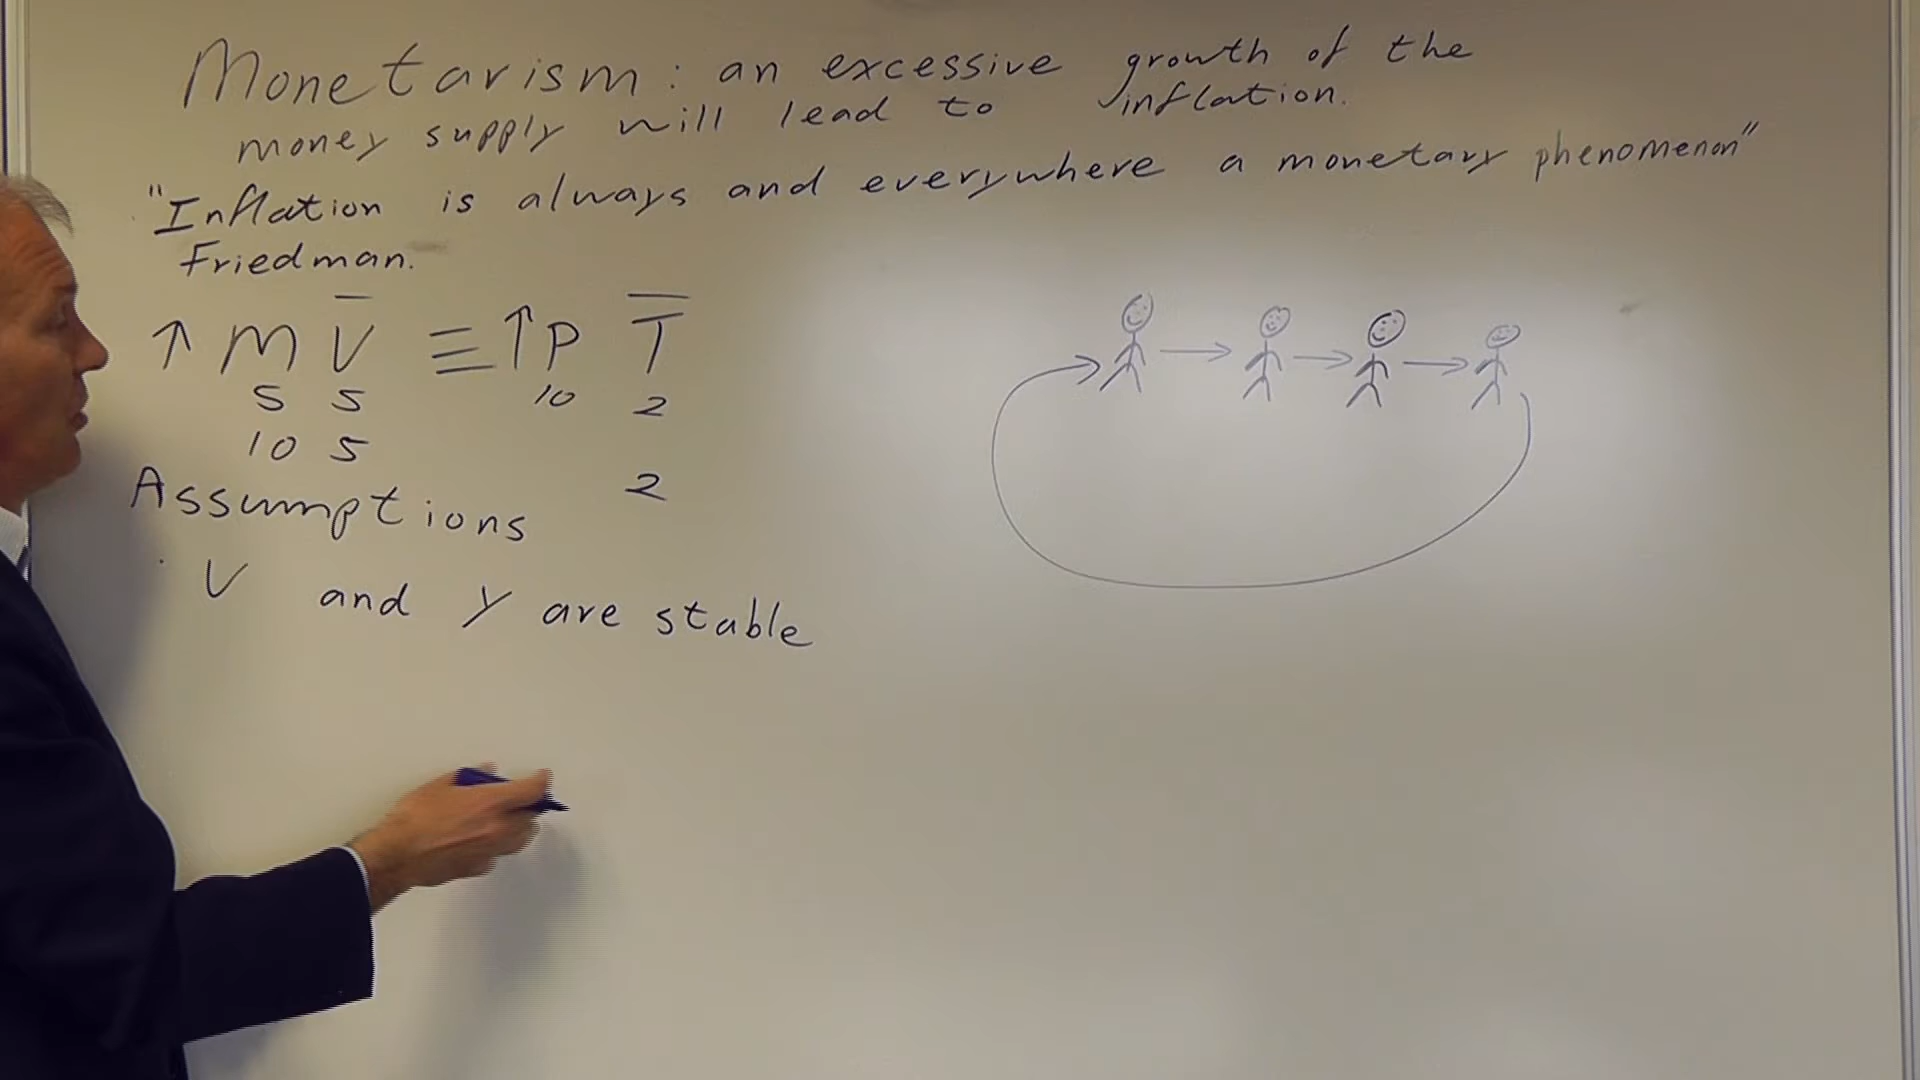 Monetarism: an excessive growth of the
money supply will lead to inflation.
"Inflation is always and everywhere a monetary phenomenon"
Friedman.
↑ M V̅ ≡ ↑ P T̅
5 5 10 2
10 5 2
Assumptions
V and y are stable